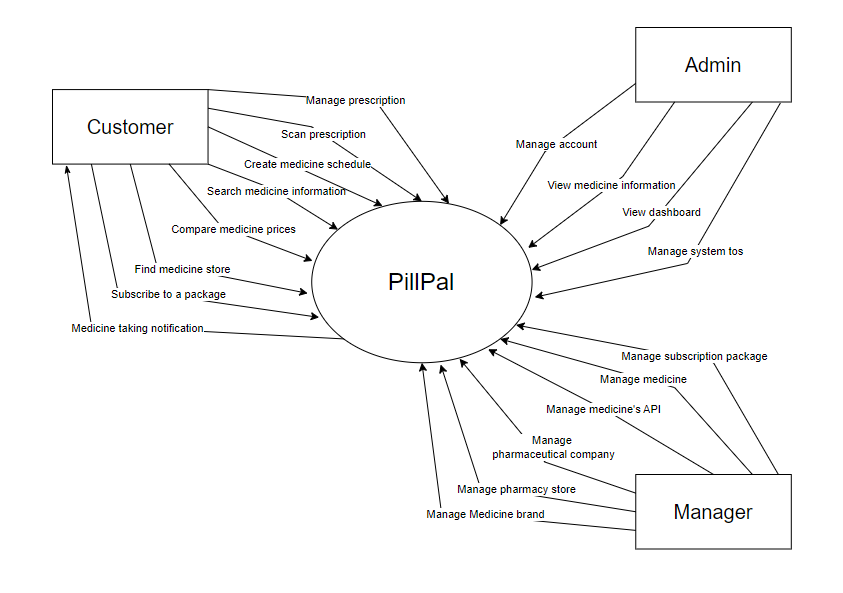 Admin
Customer
Manage prescription
Scan prescription
Manage account
Create medicine schedule
View medicine information
Search medicine information
View dashboard
Compare medicine prices
Manage system tos
Find medicine store
PillPal
Subscribe to a package
Medicine taking notification
Manage subscription package
Manage medicine
Manage medicine's API
Manage
pharmaceutical company
Manage pharmacy store
Manager
Manage Medicine brand